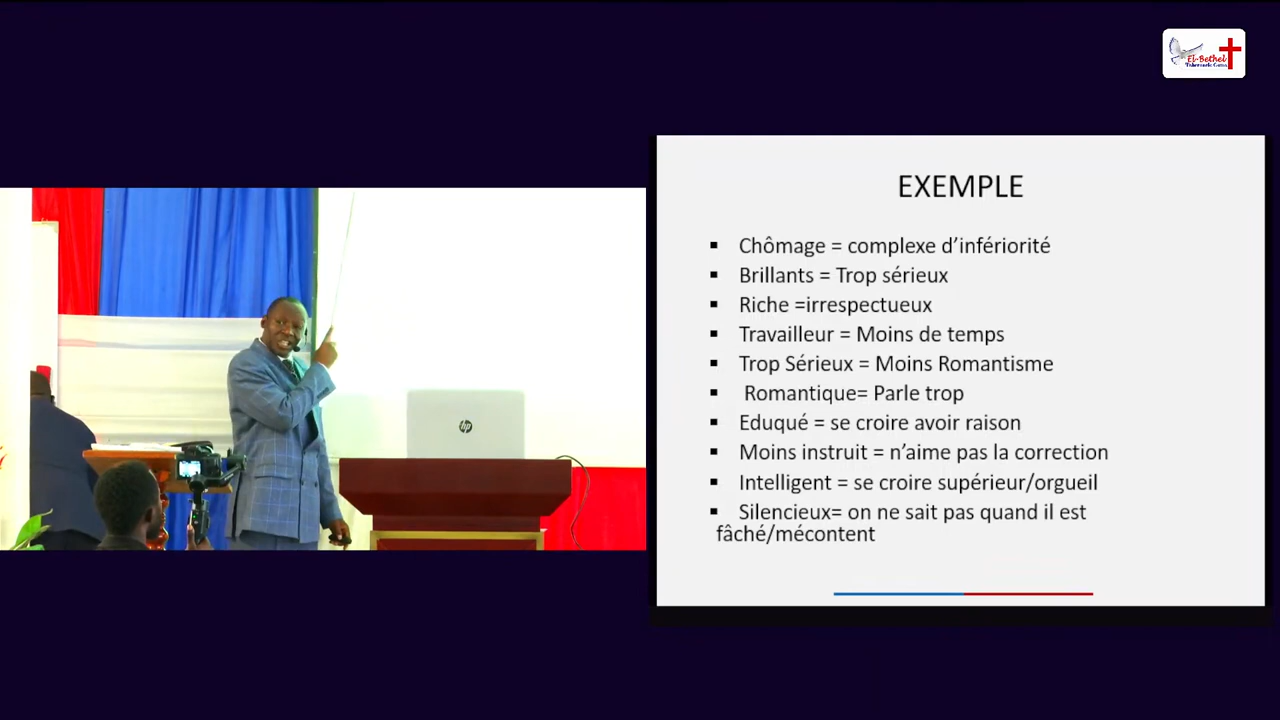 El-Bethel
EXEMPLE
▪ Chômage = complexe d’infériorité
▪ Brillants = Trop sérieux
▪ Riche =irrespectueux
▪ Travailleur = Moins de temps
▪ Trop Sérieux = Moins Romantisme
▪ Romantique= Parle trop
▪ Eduqué = se croire avoir raison
▪ Moins instruit = n’aime pas la correction
▪ Intelligent = se croire supérieur/orgueil
▪ Silencieux= on ne sait pas quand il est
fâché/mécontent
hp